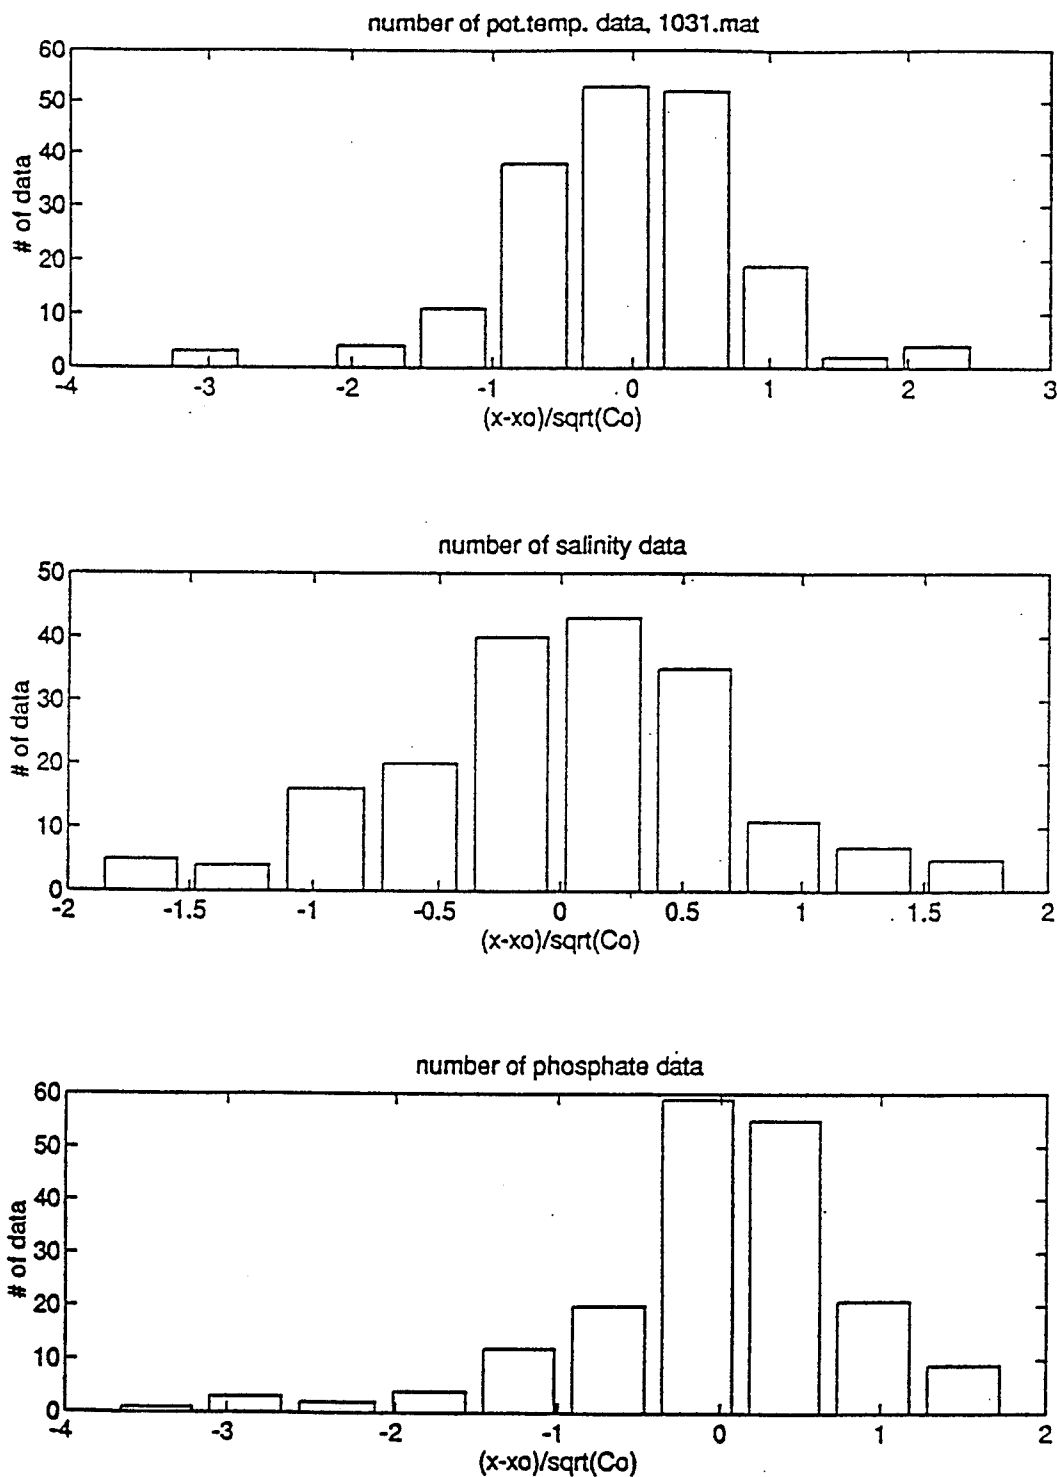 number of pot.temp. data, 1031.mat
60
50
40
30
20
10
0
# of data
-4 -3 -2 -1 0 1 2 3
(x-xo)/sqrt(Co)
number of salinity data
50
40
30
20
10
0
# of data
-2 -1.5 -1 -0.5 0 0.5 1 1.5 2
(x-xo)/sqrt(Co)
number of phosphate data
60
50
40
30
20
10
0
# of data
-4 -3 -2 -1 0 1 2
(x-xo)/sqrt(Co)